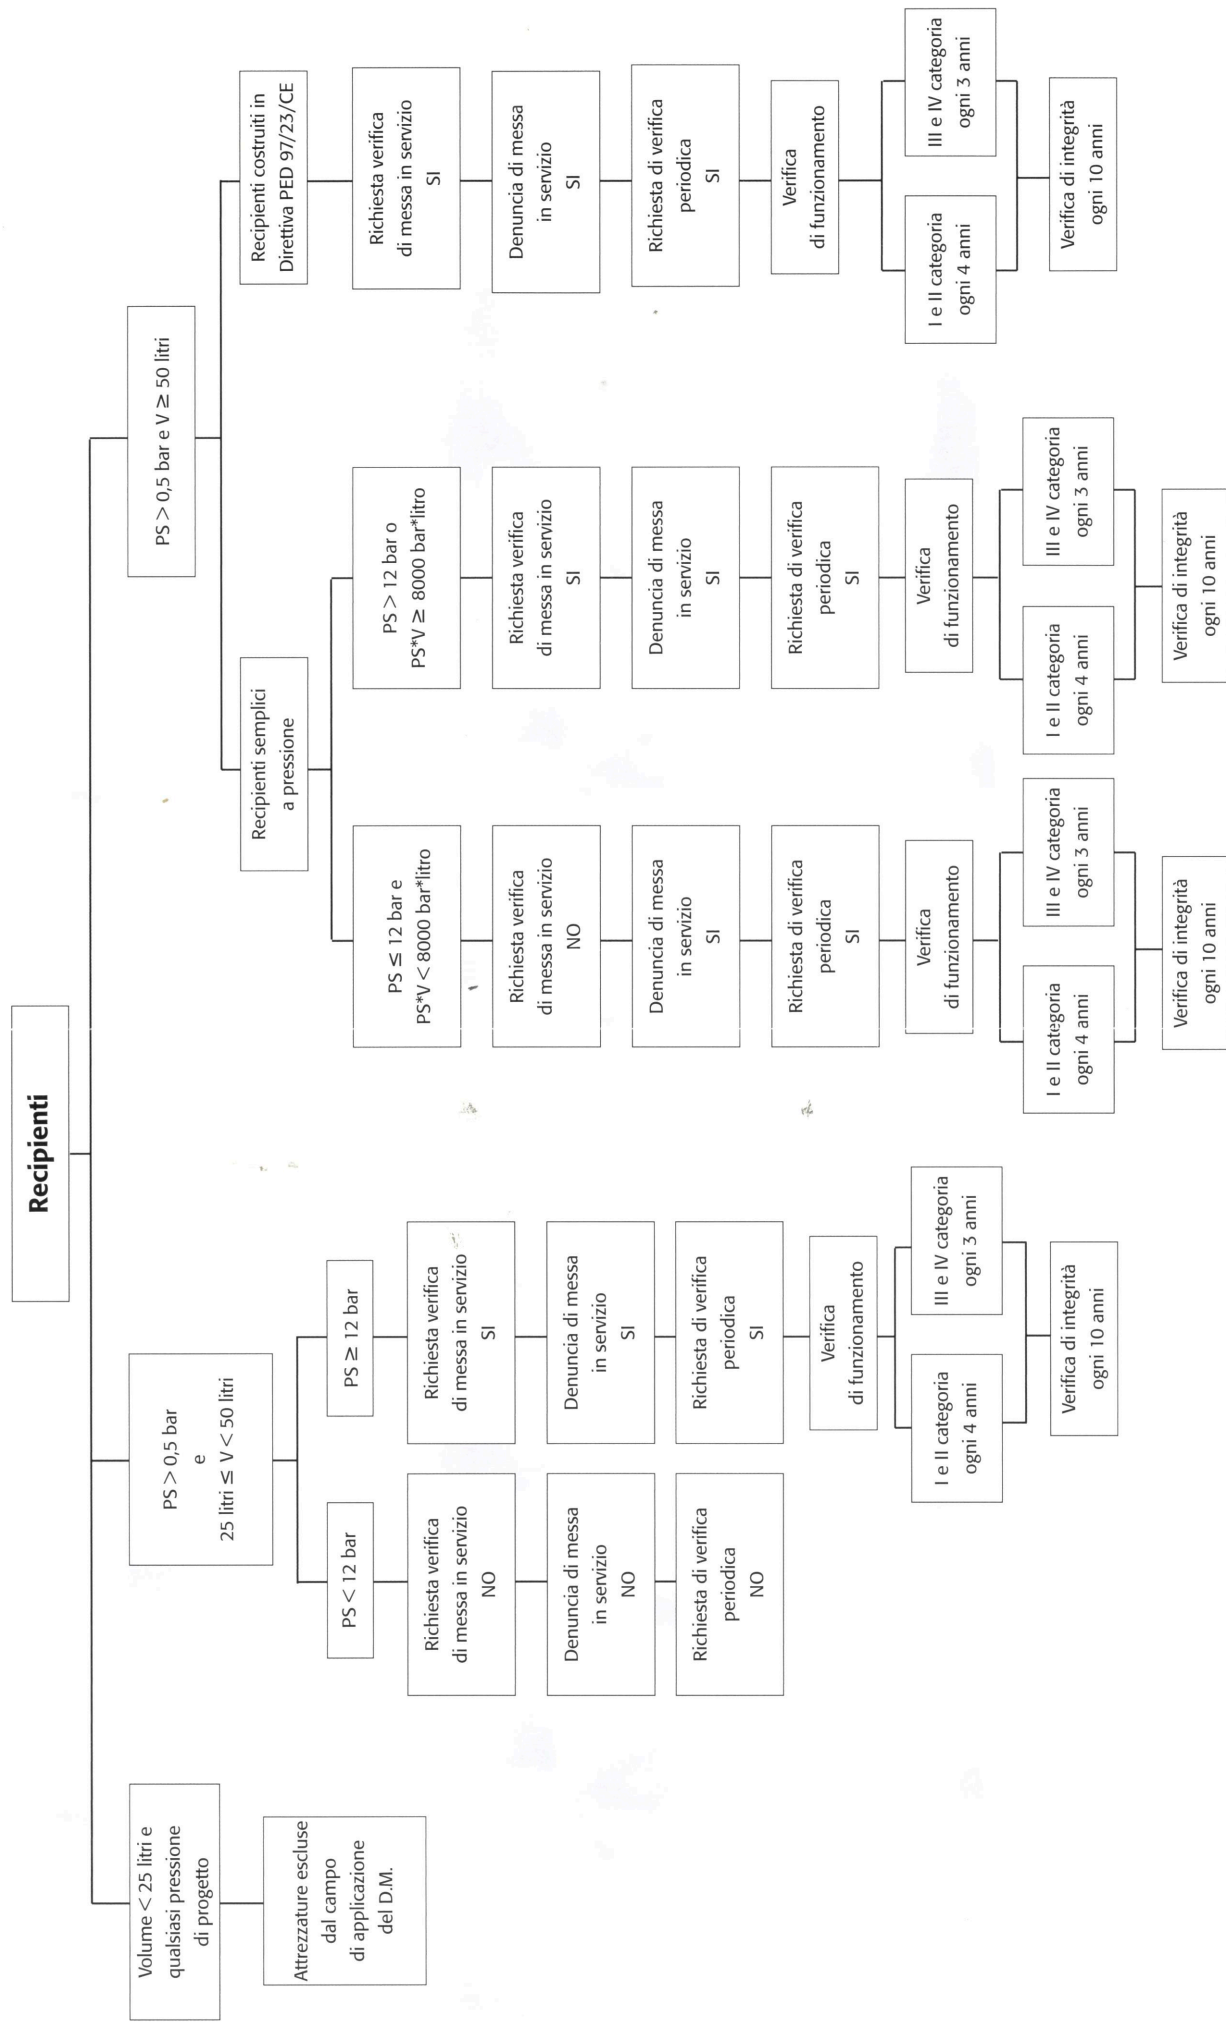 Recipienti
Volume < 25 litri e
qualsiasi pressione
di progetto
Attrezzature escluse
dal campo
di applicazione
del D.M.
PS > 0,5 bar
e
25 litri ≤ V < 50 litri
PS < 12 bar
Richiesta verifica
di messa in servizio
NO
Denuncia di messa
in servizio
NO
Richiesta di verifica
periodica
NO
PS ≥ 12 bar
Richiesta verifica
di messa in servizio
SI
Denuncia di messa
in servizio
SI
Richiesta di verifica
periodica
SI
Verifica
di funzionamento
I e II categoria
ogni 4 anni
III e IV categoria
ogni 3 anni
Verifica di integrità
ogni 10 anni
PS > 0,5 bar e V ≥ 50 litri
Recipienti semplici
a pressione
PS ≤ 12 bar e
PS*V < 8000 bar*litro
Richiesta verifica
di messa in servizio
NO
Denuncia di messa
in servizio
SI
Richiesta di verifica
periodica
SI
Verifica
di funzionamento
I e II categoria
ogni 4 anni
III e IV categoria
ogni 3 anni
Verifica di integrità
ogni 10 anni
PS > 12 bar o
PS*V ≥ 8000 bar*litro
Richiesta verifica
di messa in servizio
SI
Denuncia di messa
in servizio
SI
Richiesta di verifica
periodica
SI
Verifica
di funzionamento
I e II categoria
ogni 4 anni
III e IV categoria
ogni 3 anni
Verifica di integrità
ogni 10 anni
Recipienti costruiti in
Direttiva PED 97/23/CE
Richiesta verifica
di messa in servizio
SI
Denuncia di messa
in servizio
SI
Richiesta di verifica
periodica
SI
Verifica
di funzionamento
I e II categoria
ogni 4 anni
III e IV categoria
ogni 3 anni
Verifica di integrità
ogni 10 anni